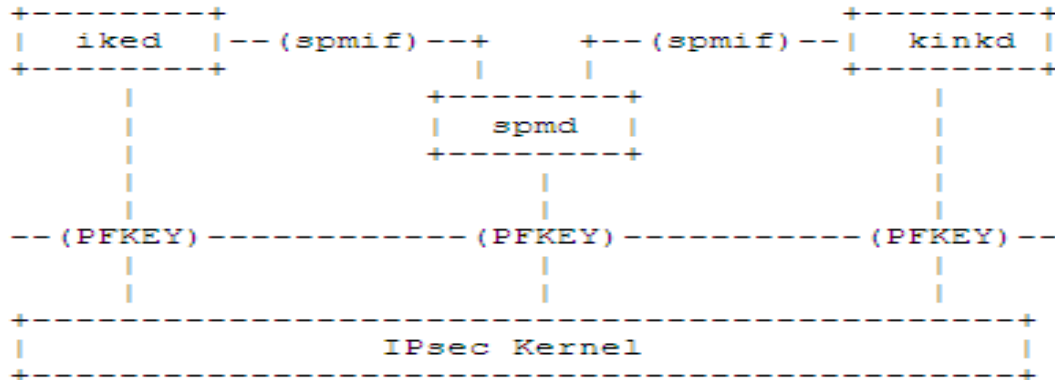 iked --(spmif)--+ +--(spmif)-- kinkd
spmd
--(PFKEY)------------(PFKEY)-----------(PFKEY)--
IPsec Kernel